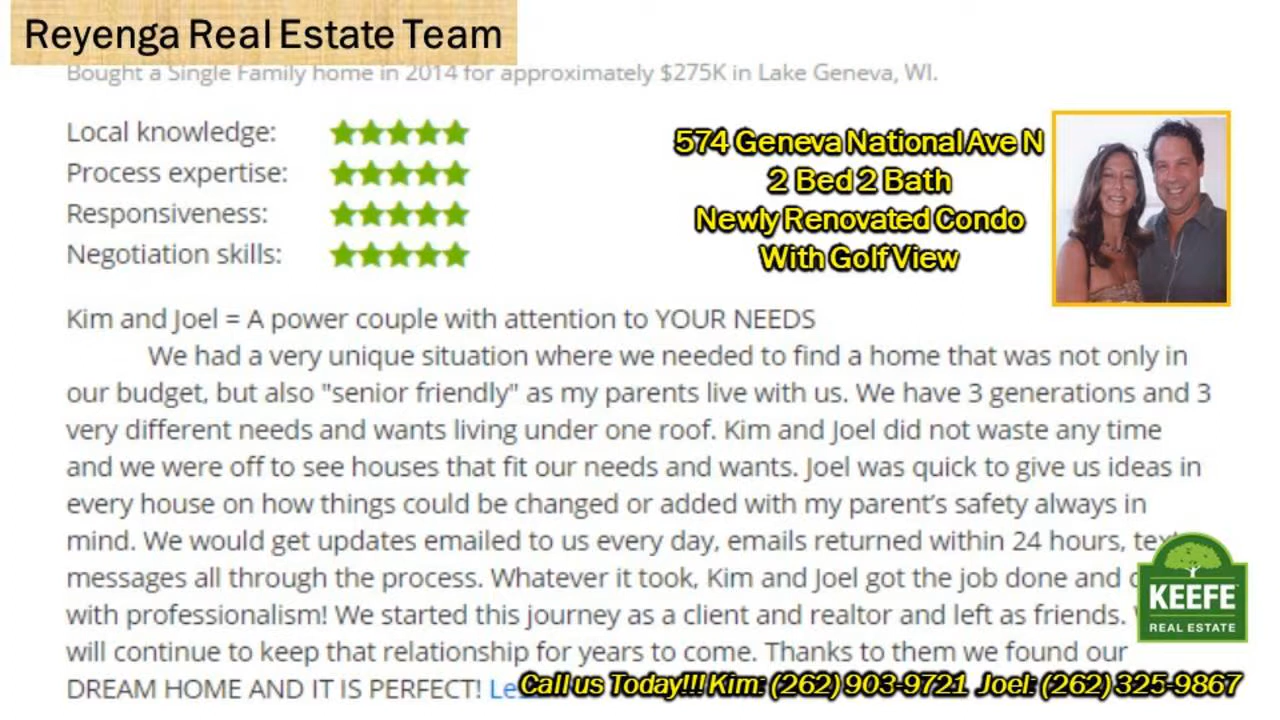 Reyenga Real Estate Team
Bought a Single Family home in 2014 for approximately $275K in Lake Geneva, WI.
Local knowledge:
Process expertise:
Responsiveness:
Negotiation skills:
574 Geneva National Ave N
2 Bed 2 Bath
Newly Renovated Condo
With Golf View
Kim and Joel = A power couple with attention to YOUR NEEDS
We had a very unique situation where we needed to find a home that was not only in
our budget, but also "senior friendly" as my parents live with us. We have 3 generations and 3
very different needs and wants living under one roof. Kim and Joel did not waste any time
and we were off to see houses that fit our needs and wants. Joel was quick to give us ideas in
every house on how things could be changed or added with my parent's safety always in
mind. We would get updates emailed to us every day, emails returned within 24 hours,
messages all through the process. Whatever it took, Kim and Joel got the job done and
with professionalism! We started this journey as a client and realtor and left as friends.
will continue to keep that relationship for years to come. Thanks to them we found our
DREAM HOME AND IT IS PERFECT!
KEEFE
REAL ESTATE
Call us Today!!! Kim: (262) 903-9721 Joel: (262) 325-9867